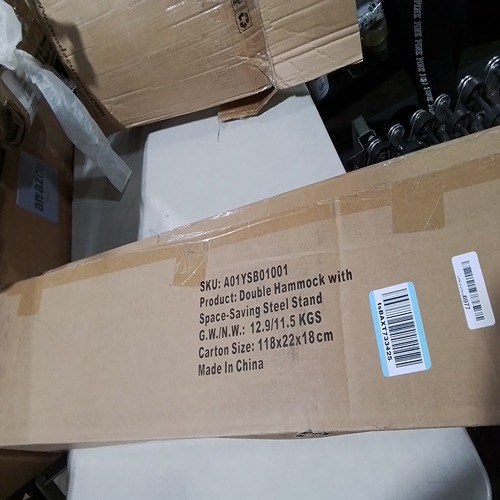 SKU: A01YSB01001
Product: Double Hammock with
Space-Saving Steel Stand
G.W./N.W.: 12.9/11.5 KGS
Carton Size: 118x22x18cm
Made In China
tsBAKT733425
amazon